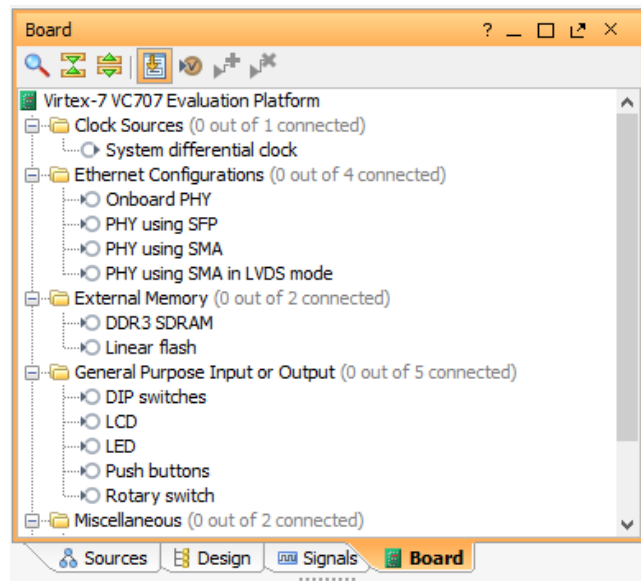 Board ?
Virtex-7 VC707 Evaluation Platform
Clock Sources (0 out of 1 connected)
System differential clock
Ethernet Configurations (0 out of 4 connected)
Onboard PHY
PHY using SFP
PHY using SMA
PHY using SMA in LVDS mode
External Memory (0 out of 2 connected)
DDR3 SDRAM
Linear flash
General Purpose Input or Output (0 out of 5 connected)
DIP switches
LCD
LED
Push buttons
Rotary switch
Miscellaneous (0 out of 2 connected)
Sources Design Signals Board